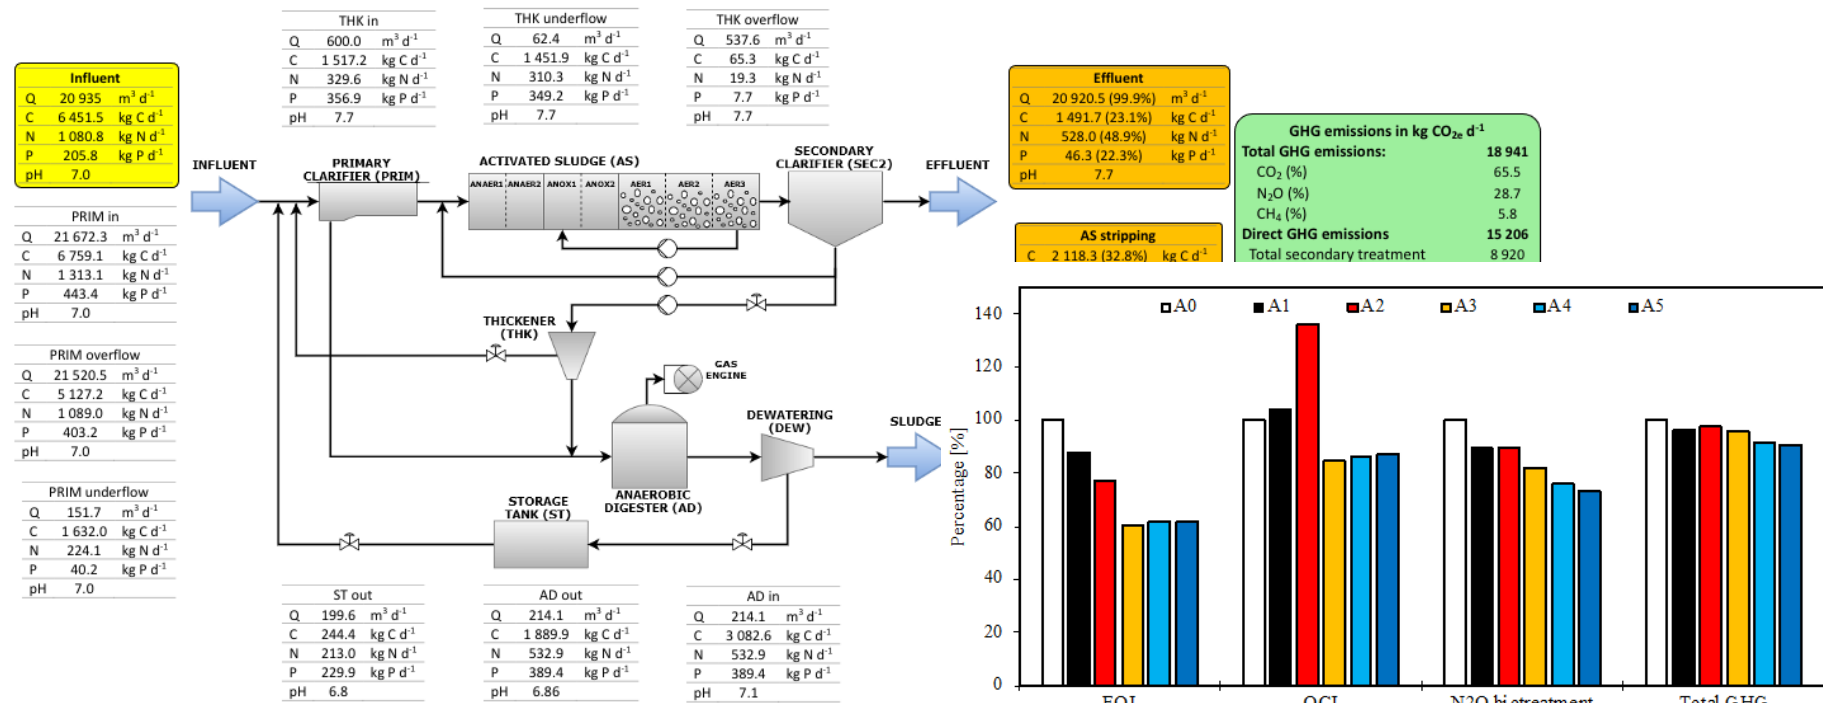 THK in
Q 600.0 m³ d⁻¹
C 1 517.2 kg C d⁻¹
N 329.6 kg N d⁻¹
P 356.9 kg P d⁻¹
pH 7.7
THK underflow
Q 62.4 m³ d⁻¹
C 1 451.9 kg C d⁻¹
N 310.3 kg N d⁻¹
P 349.2 kg P d⁻¹
pH 7.7
THK overflow
Q 537.6 m³ d⁻¹
C 65.3 kg C d⁻¹
N 19.3 kg N d⁻¹
P 7.7 kg P d⁻¹
pH 7.7
Influent
Q 20 935 m³ d⁻¹
C 6 451.5 kg C d⁻¹
N 1 080.8 kg N d⁻¹
P 205.8 kg P d⁻¹
pH 7.0
PRIM in
Q 21 672.3 m³ d⁻¹
C 6 759.1 kg C d⁻¹
N 1 313.1 kg N d⁻¹
P 443.4 kg P d⁻¹
pH 7.0
PRIM overflow
Q 21 520.5 m³ d⁻¹
C 5 127.2 kg C d⁻¹
N 1 089.0 kg N d⁻¹
P 403.2 kg P d⁻¹
pH 7.0
PRIM underflow
Q 151.7 m³ d⁻¹
C 1 632.0 kg C d⁻¹
N 224.1 kg N d⁻¹
P 40.2 kg P d⁻¹
pH 7.0
INFLUENT
PRIMARY
CLARIFIER (PRIM)
ACTIVATED SLUDGE (AS)
ANAER1 ANAER2 ANOX1 ANOX2 AER1 AER2 AER3
SECONDARY
CLARIFIER (SEC2)
EFFLUENT
THICKENER
(THK)
GAS
ENGINE
DEWATERING
(DEW)
SLUDGE
ANAEROBIC
DIGESTER (AD)
STORAGE
TANK (ST)
ST out
Q 199.6 m³ d⁻¹
C 244.4 kg C d⁻¹
N 213.0 kg N d⁻¹
P 229.9 kg P d⁻¹
pH 6.8
AD out
Q 214.1 m³ d⁻¹
C 1 889.9 kg C d⁻¹
N 532.9 kg N d⁻¹
P 389.4 kg P d⁻¹
pH 6.86
AD in
Q 214.1 m³ d⁻¹
C 3 082.6 kg C d⁻¹
N 532.9 kg N d⁻¹
P 389.4 kg P d⁻¹
pH 7.1
Effluent
Q 20 920.5 (99.9%) m³ d⁻¹
C 1 491.7 (23.1%) kg C d⁻¹
N 528.0 (48.9%) kg N d⁻¹
P 46.3 (22.3%) kg P d⁻¹
pH 7.7
AS stripping
C 2 118.3 (32.8%) kg C d⁻¹
GHG emissions in kg CO₂ₑ d⁻¹
Total GHG emissions: 18 941
CO₂ (%) 65.5
N₂O (%) 28.7
CH₄ (%) 5.8
Direct GHG emissions 15 206
Total secondary treatment 8 920
A0 A1 A2 A3 A4 A5
Percentage [%]
140
120
100
80
60
40
20
0
EQI OCI N2O bi etreatment Total GHG